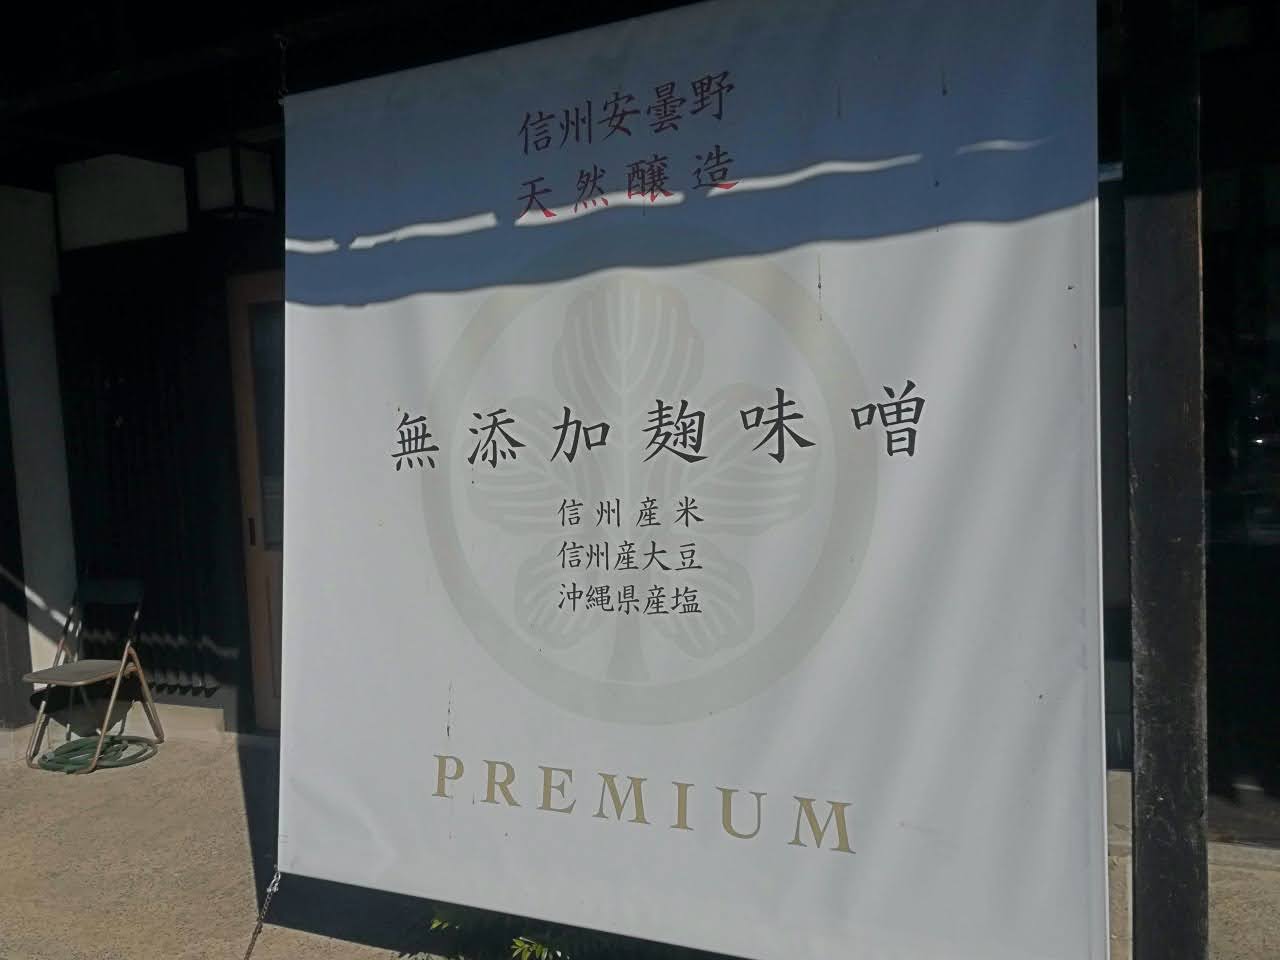 信州安曇野
天然醸造
無添加麹味噌
信州産米
信州産大豆
沖縄県産塩
PREMIUM